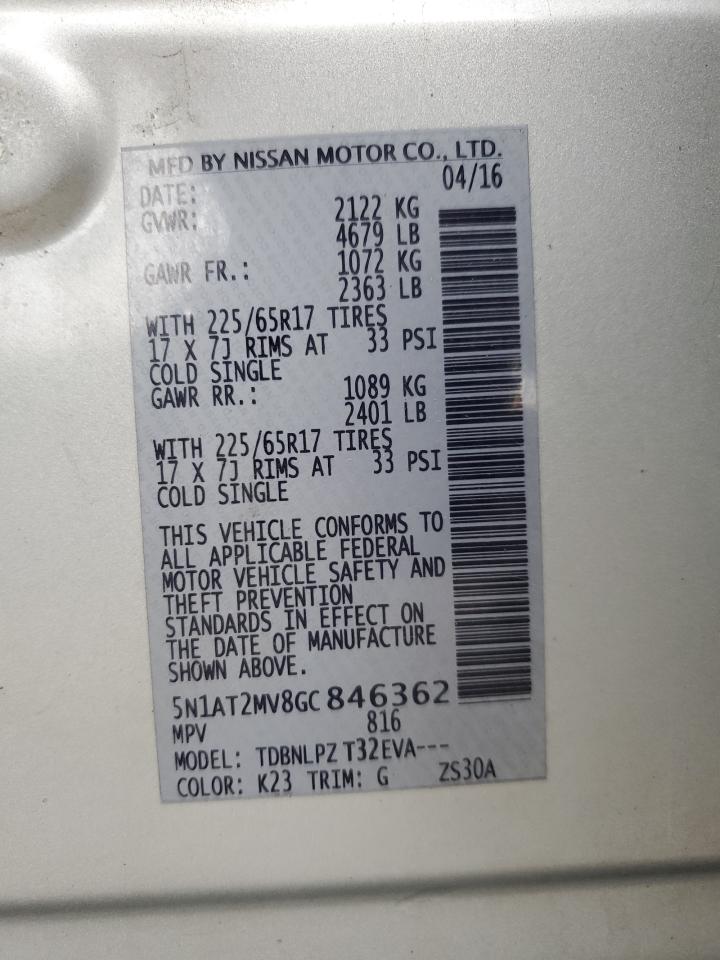 MFD BY NISSAN MOTOR CO., LTD.
DATE: 04/16
GVWR: 2122 KG
4679 LB
GAWR FR.: 1072 KG
2363 LB
WITH 225/65R17 TIRES
17 X 7J RIMS AT 33 PSI
COLD SINGLE
GAWR RR.: 1089 KG
2401 LB
WITH 225/65R17 TIRES
17 X 7J RIMS AT 33 PSI
COLD SINGLE
THIS VEHICLE CONFORMS TO
ALL APPLICABLE FEDERAL
MOTOR VEHICLE SAFETY AND
THEFT PREVENTION
STANDARDS IN EFFECT ON
THE DATE OF MANUFACTURE
SHOWN ABOVE.
5N1AT2MV8GC846362
MPV 816
MODEL: TDBNLPZ T32EVA---
COLOR: K23 TRIM: G ZS30A